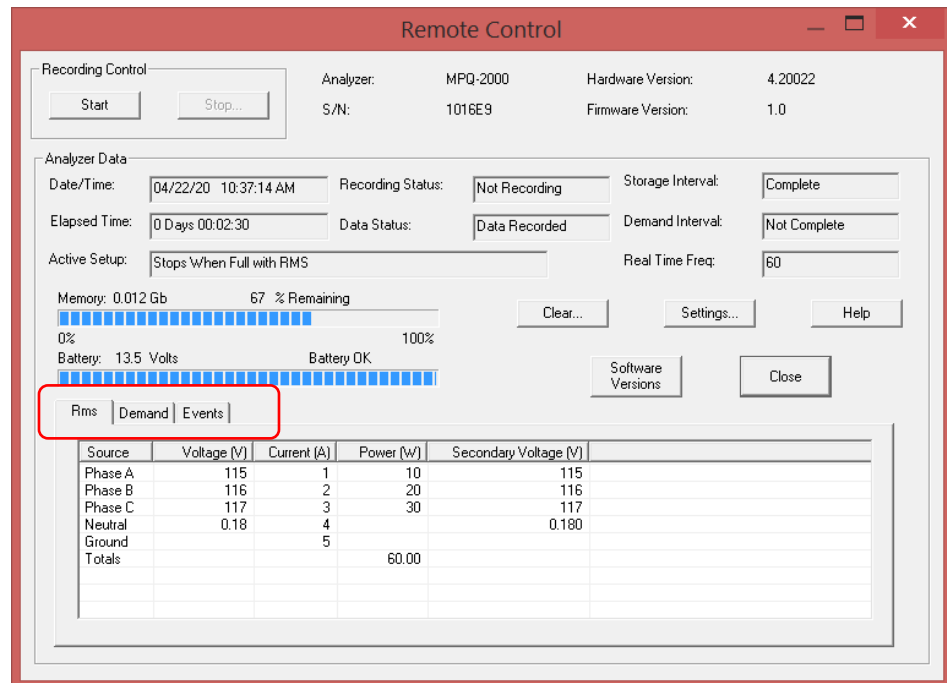 Remote Control
Recording Control
Start Stop...
Analyzer: MPQ-2000 Hardware Version: 4.20022
S/N: 1016E9 Firmware Version: 1.0
Analyzer Data
Date/Time: 04/22/20 10:37:14 AM Recording Status: Not Recording Storage Interval: Complete
Elapsed Time: 0 Days 00:02:30 Data Status: Data Recorded Demand Interval: Not Complete
Active Setup: Stops When Full with RMS Real Time Freq: 60
Memory: 0.012 Gb 67 % Remaining
Clear... Settings... Help
0% 100%
Battery: 13.5 Volts Battery OK
Software Versions Close
Rms Demand Events
Source Voltage (V) Current (A) Power (W) Secondary Voltage (V)
Phase A 115 1 10 115
Phase B 116 2 20 116
Phase C 117 3 30 117
Neutral 0.18 4 0.180
Ground 5
Totals 60.00